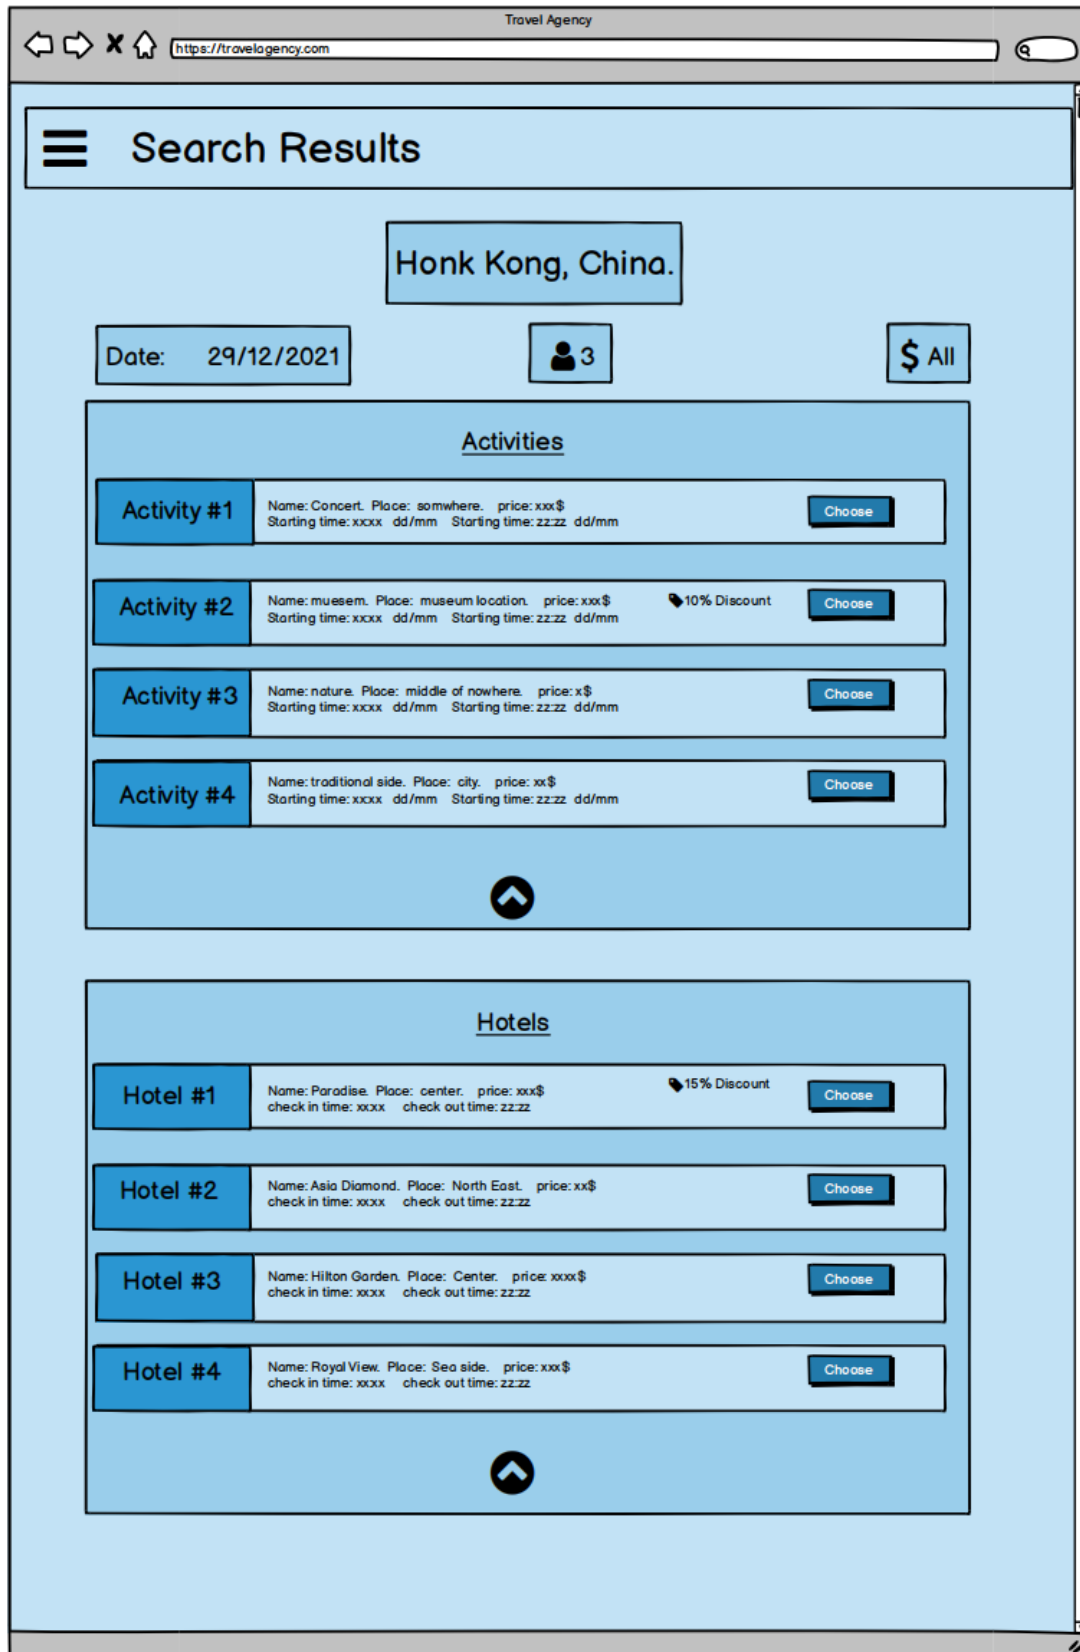 Travel Agency
https://travelagency.com
Search Results
Honk Kong, China.
Date: 29/12/2021
3
$ All
Activities
Activity #1
Name: Concert. Place: somwhere. price: xxx$
Starting time: xxxx dd/mm Starting time: zz:zz dd/mm
Choose
Activity #2
Name: muesem. Place: museum location. price: xxx$
Starting time: xxxx dd/mm Starting time: zz:zz dd/mm
10% Discount
Choose
Activity #3
Name: nature. Place: middle of nowhere. price: x$
Starting time: xxxx dd/mm Starting time: zz:zz dd/mm
Choose
Activity #4
Name: traditional side. Place: city. price: xx$
Starting time: xxxx dd/mm Starting time: zz:zz dd/mm
Choose
Hotels
Hotel #1
Name: Paradise. Place: center. price: xxx$
check in time: xxxx check out time: zz:zz
15% Discount
Choose
Hotel #2
Name: Asia Diamond. Place: North East. price: xx$
check in time: xxxx check out time: zz:zz
Choose
Hotel #3
Name: Hilton Garden. Place: Center. price: xxxx$
check in time: xxxx check out time: zz:zz
Choose
Hotel #4
Name: Royal View. Place: Sea side. price: xxx$
check in time: xxxx check out time: zz:zz
Choose